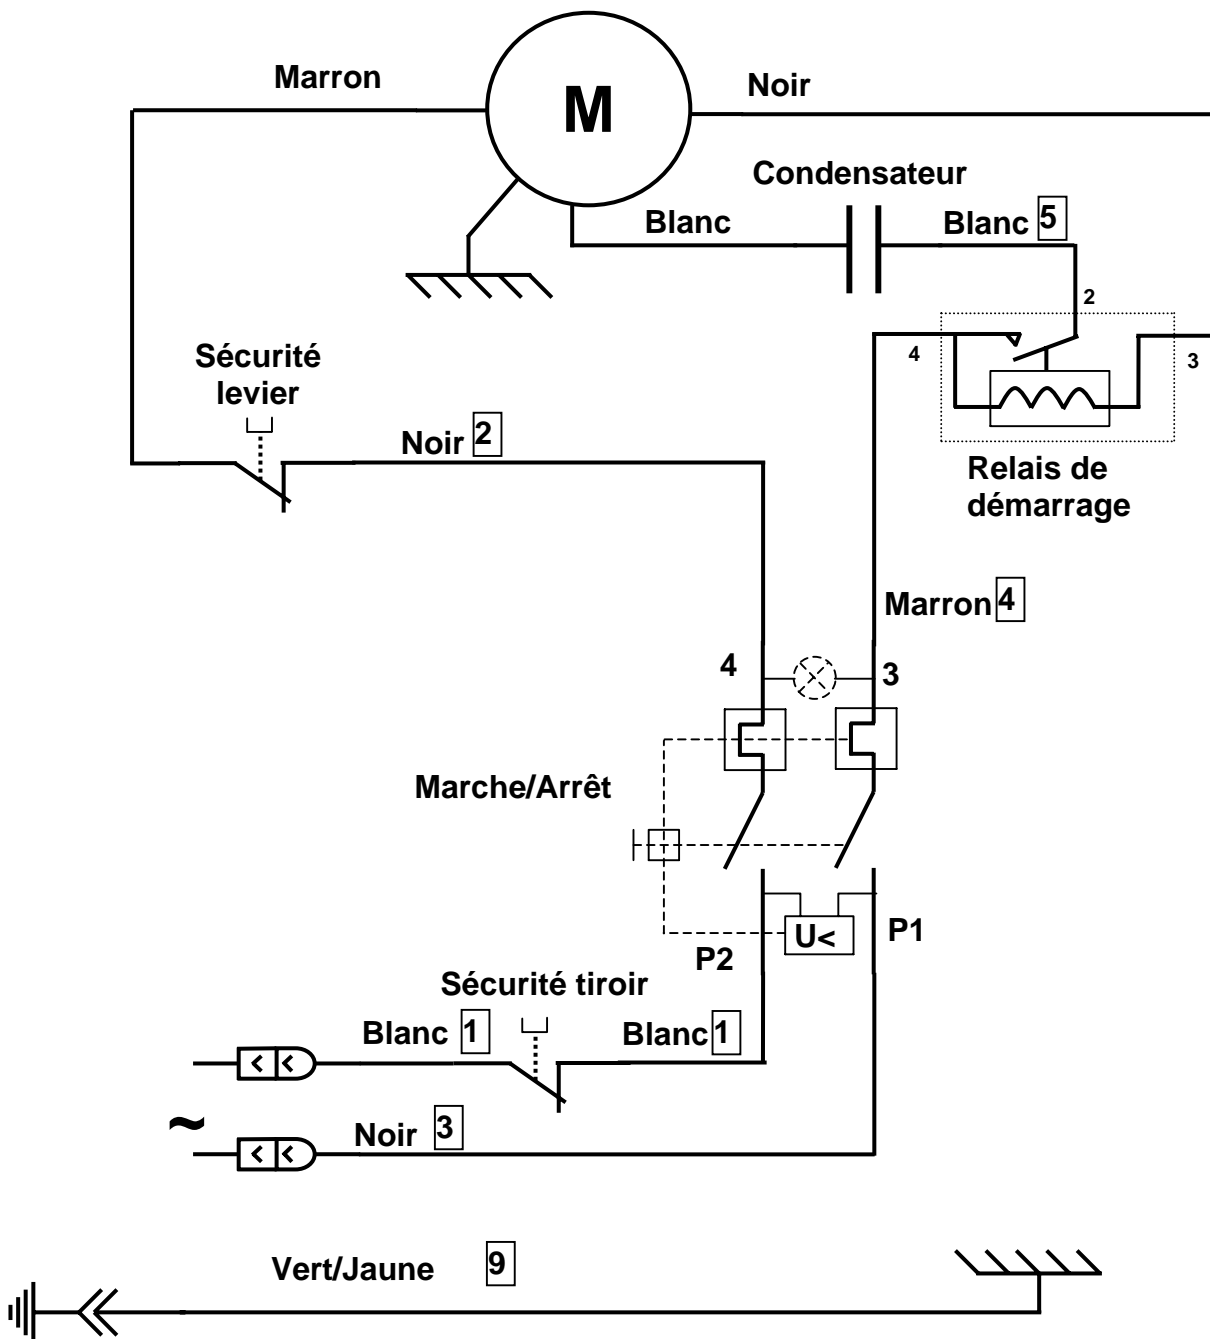 Marron
M
Noir
Condensateur
Blanc
Blanc 5
2
4
3
Sécurité
levier
Noir 2
Relais de
démarrage
Marron 4
4
3
Marche/Arrêt
U<
P1
P2
Sécurité tiroir
Blanc 1
Blanc 1
~
Noir 3
Vert/Jaune 9